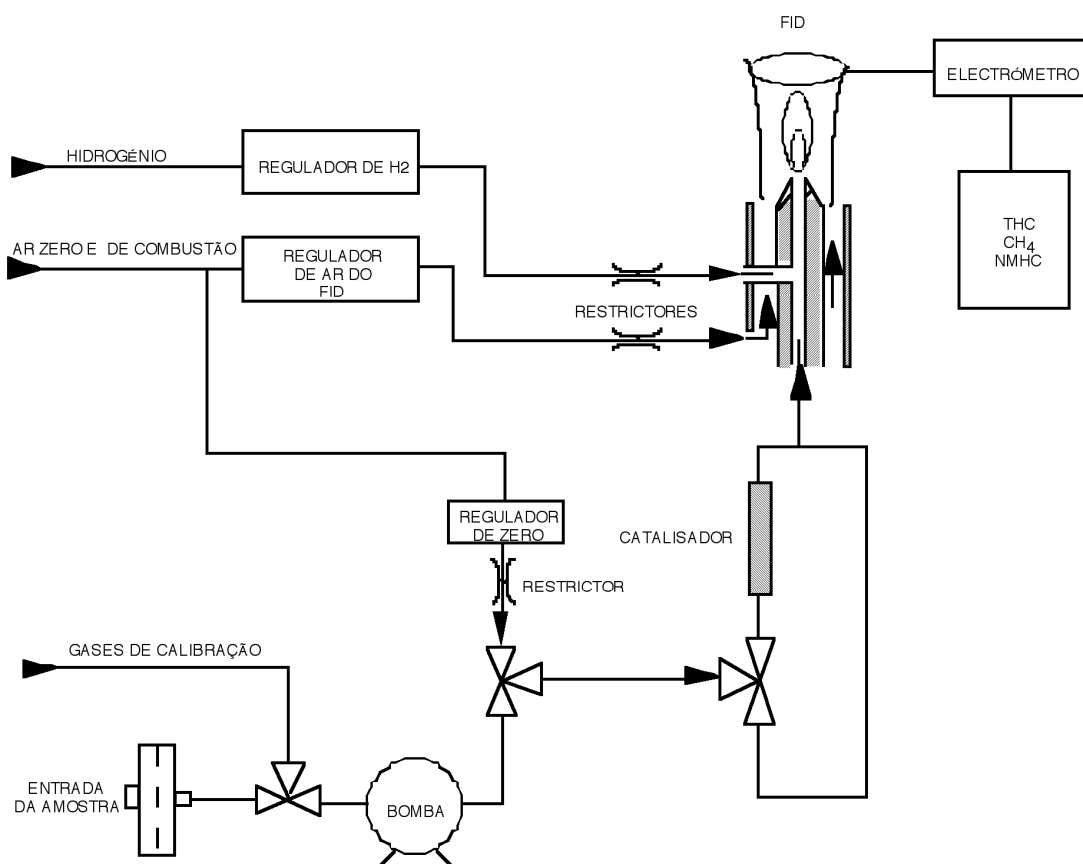 FID
ELECTRÓMETRO
HIDROGÉNIO
REGULADOR DE H2
THC
CH4
NMHC
AR ZERO E DE COMBUSTÃO
REGULADOR
DE AR DO
FID
RESTRICTORES
REGULADOR
DE ZERO
CATALISADOR
RESTRICTOR
GASES DE CALIBRAÇÃO
ENTRADA
DA AMOSTRA
BOMBA